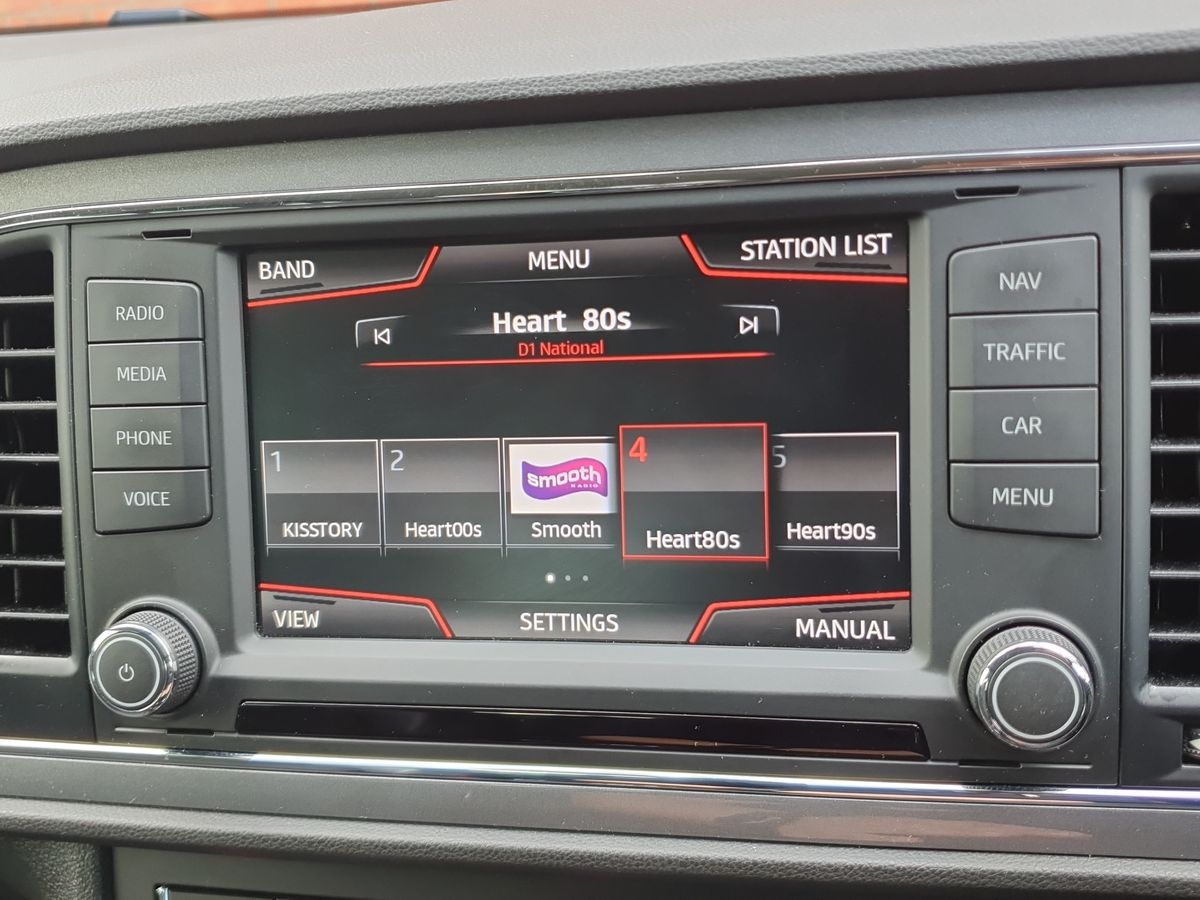 BAND
MENU
STATION LIST
Heart 80s
D1 National
RADIO
MEDIA
PHONE
VOICE
NAV
TRAFFIC
CAR
MENU
1
KISSTORY
2
Heart00s
smooth
RADIO
Smooth
4
Heart80s
5
Heart90s
VIEW
SETTINGS
MANUAL